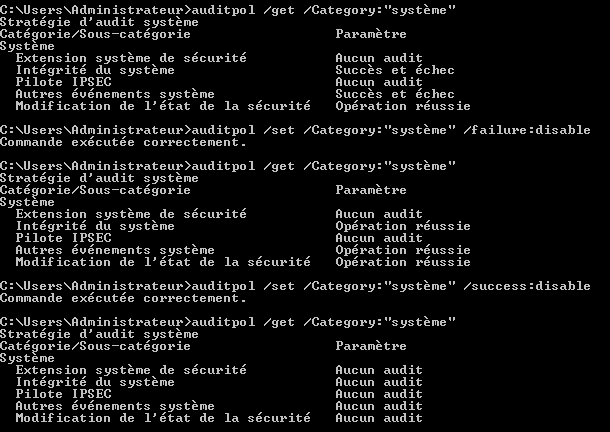 C:\Users\Administrateur>auditpol /get /Category:"système"
Stratégie d'audit système
Catégorie/Sous-catégorie                Paramètre
Système
  Extension système de sécurité           Aucun audit
  Intégrité du système                    Succès et échec
  Pilote IPSEC                            Aucun audit
  Autres événements système               Succès et échec
  Modification de l'état de la sécurité   Opération réussie
C:\Users\Administrateur>auditpol /set /Category:"système" /failure:disable
Commande exécutée correctement.
C:\Users\Administrateur>auditpol /get /Category:"système"
Stratégie d'audit système
Catégorie/Sous-catégorie                Paramètre
Système
  Extension système de sécurité           Aucun audit
  Intégrité du système                    Opération réussie
  Pilote IPSEC                            Aucun audit
  Autres événements système               Opération réussie
  Modification de l'état de la sécurité   Opération réussie
C:\Users\Administrateur>auditpol /set /Category:"système" /success:disable
Commande exécutée correctement.
C:\Users\Administrateur>auditpol /get /Category:"système"
Stratégie d'audit système
Catégorie/Sous-catégorie                Paramètre
Système
  Extension système de sécurité           Aucun audit
  Intégrité du système                    Aucun audit
  Pilote IPSEC                            Aucun audit
  Autres événements système               Aucun audit
  Modification de l'état de la sécurité   Aucun audit